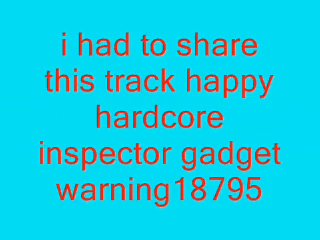 i had to share
this track happy
hardcore
inspector gadget
warning18795